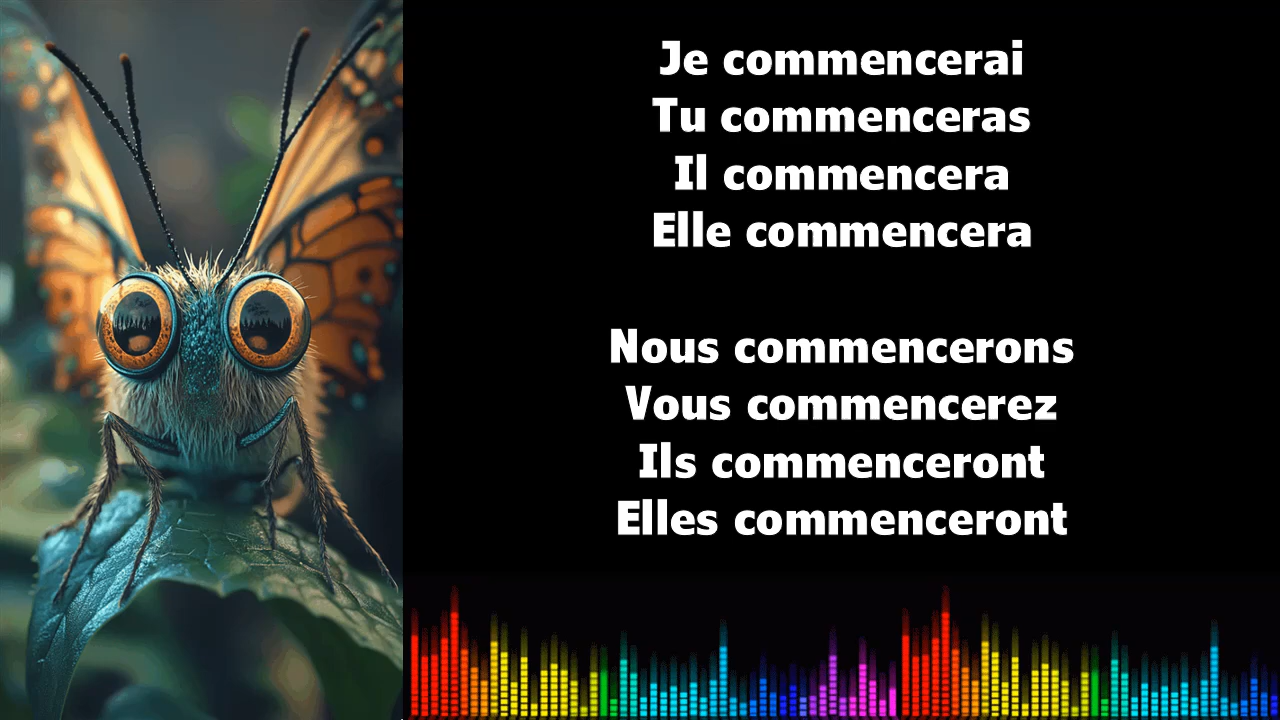 Je commencerai
Tu commenceras
Il commencera
Elle commencera
Nous commencerons
Vous commencerez
Ils commenceront
Elles commenceront